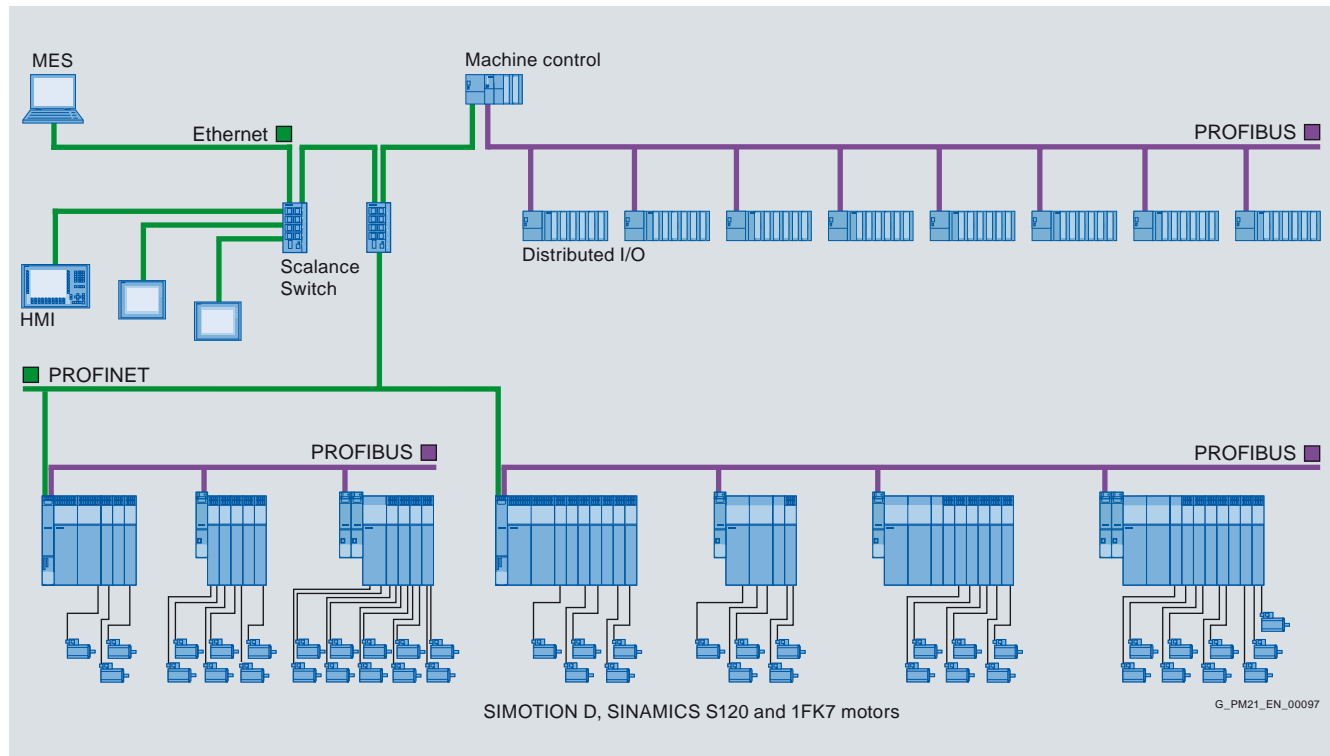 MES
Machine control
Ethernet
PROFIBUS
Distributed I/O
Scalance
Switch
HMI
PROFINET
PROFIBUS
PROFIBUS
SIMOTION D, SINAMICS S120 and 1FK7 motors
G_PM21_EN_00097